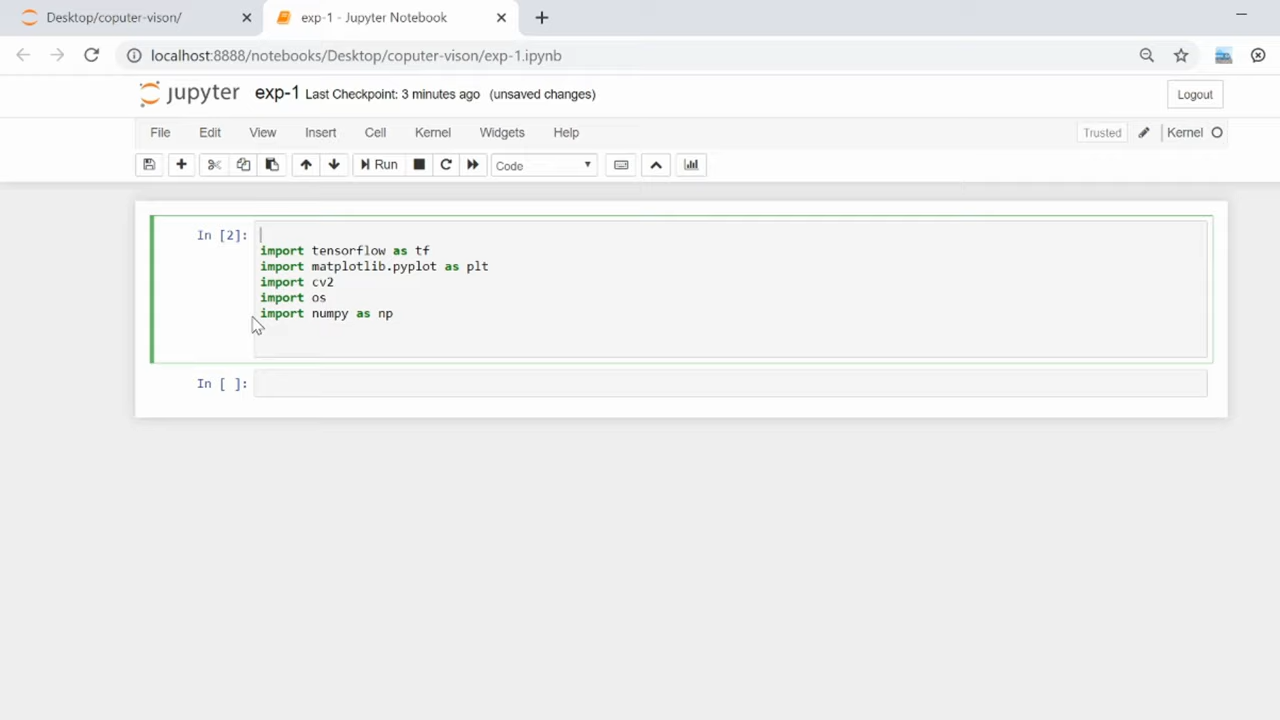 Desktop/coputer-vison/
exp-1 - Jupyter Notebook
localhost:8888/notebooks/Desktop/coputer-vison/exp-1.ipynb
jupyter exp-1 Last Checkpoint: 3 minutes ago (unsaved changes)
Logout
File Edit View Insert Cell Kernel Widgets Help
Trusted Kernel
Run Code
In [2]:
import tensorflow as tf
import matplotlib.pyplot as plt
import cv2
import os
import numpy as np
In [ ]: